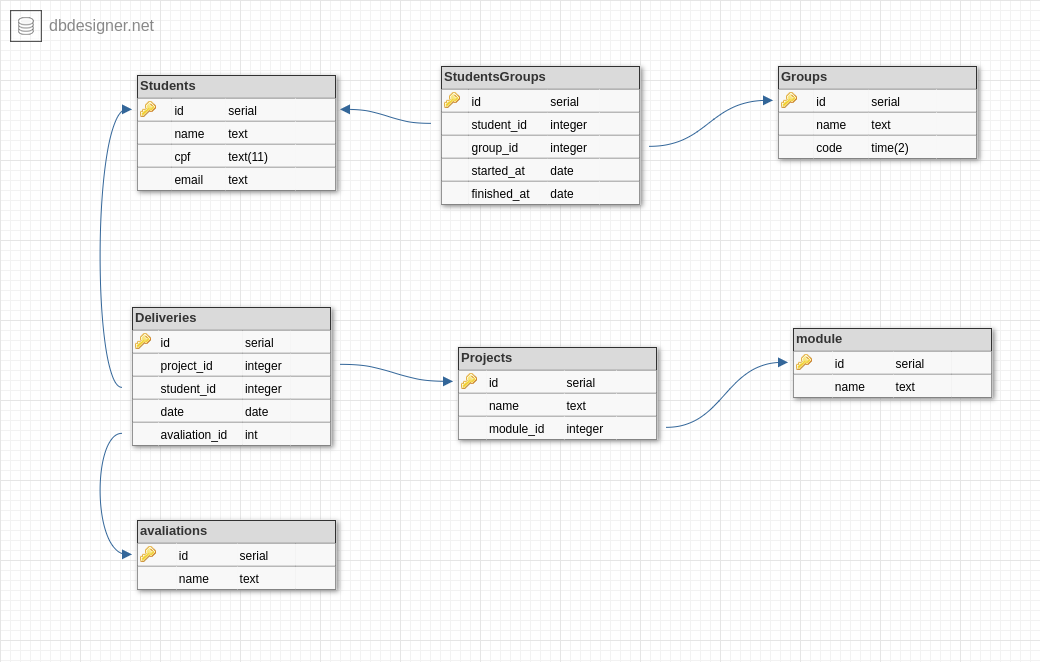 dbdesigner.net
Students
id serial
name text
cpf text(11)
email text
StudentsGroups
id serial
student_id integer
group_id integer
started_at date
finished_at date
Groups
id serial
name text
code time(2)
Deliveries
id serial
project_id integer
student_id integer
date date
avaliation_id int
Projects
id serial
name text
module_id integer
module
id serial
name text
avaliations
id serial
name text